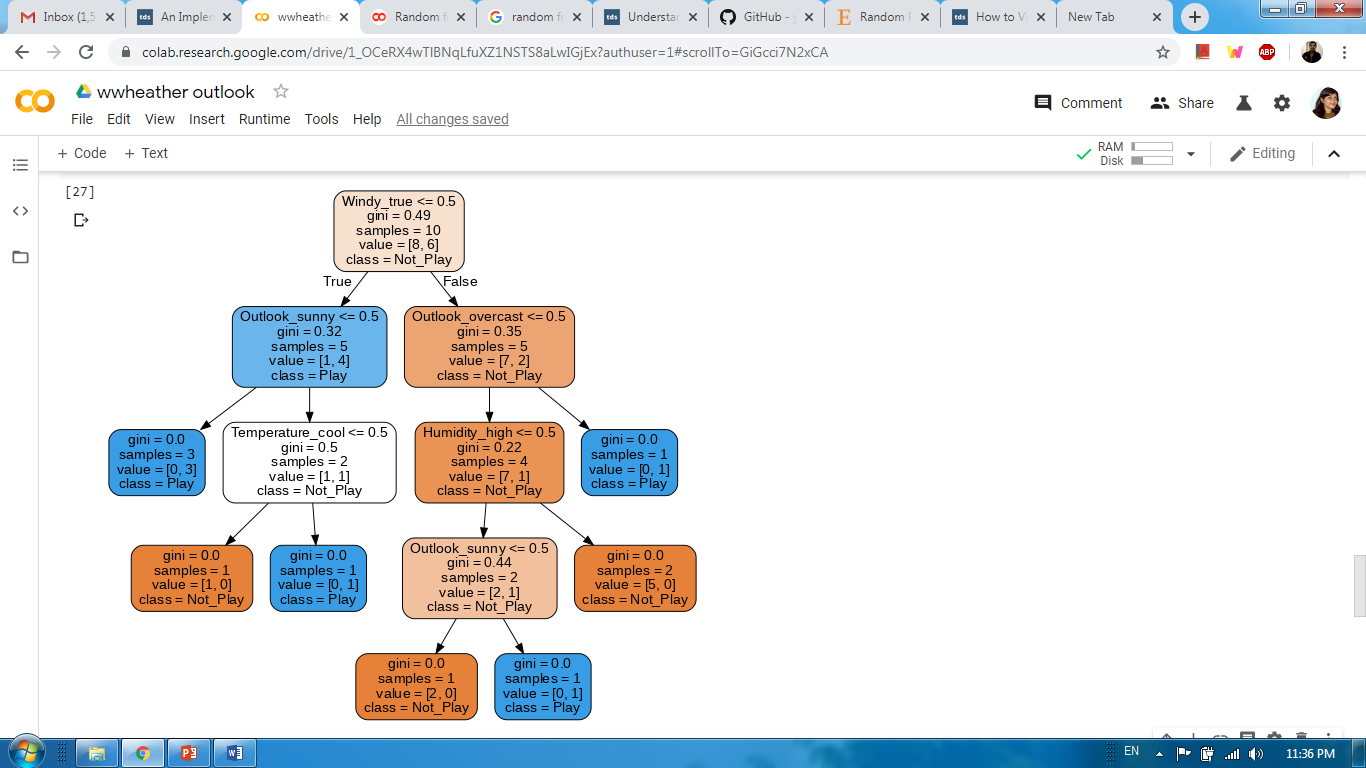 Inbox (1,5
An Implen
wwheathe
Random f
random fo
Understar
GitHub - y
Random F
How to V
New Tab
colab.research.google.com/drive/1_OCeRX4wTlBNqLfuXZ1NSTS8aLwIGjEx?authuser=1#scrollTo=GiGcci7N2xCA
wwheather outlook
Comment
Share
File Edit View Insert Runtime Tools Help All changes saved
+ Code + Text
RAM
Disk
Editing
[27]
Windy_true <= 0.5
gini = 0.49
samples = 10
value = [8, 6]
class = Not_Play
True
False
Outlook_sunny <= 0.5
gini = 0.32
samples = 5
value = [1, 4]
class = Play
Outlook_overcast <= 0.5
gini = 0.35
samples = 5
value = [7, 2]
class = Not_Play
gini = 0.0
samples = 3
value = [0, 3]
class = Play
Temperature_cool <= 0.5
gini = 0.5
samples = 2
value = [1, 1]
class = Not_Play
Humidity_high <= 0.5
gini = 0.22
samples = 4
value = [7, 1]
class = Not_Play
gini = 0.0
samples = 1
value = [0, 1]
class = Play
gini = 0.0
samples = 1
value = [1, 0]
class = Not_Play
gini = 0.0
samples = 1
value = [0, 1]
class = Play
Outlook_sunny <= 0.5
gini = 0.44
samples = 2
value = [2, 1]
class = Not_Play
gini = 0.0
samples = 2
value = [5, 0]
class = Not_Play
gini = 0.0
samples = 1
value = [2, 0]
class = Not_Play
gini = 0.0
samples = 1
value = [0, 1]
class = Play
EN
11:36 PM